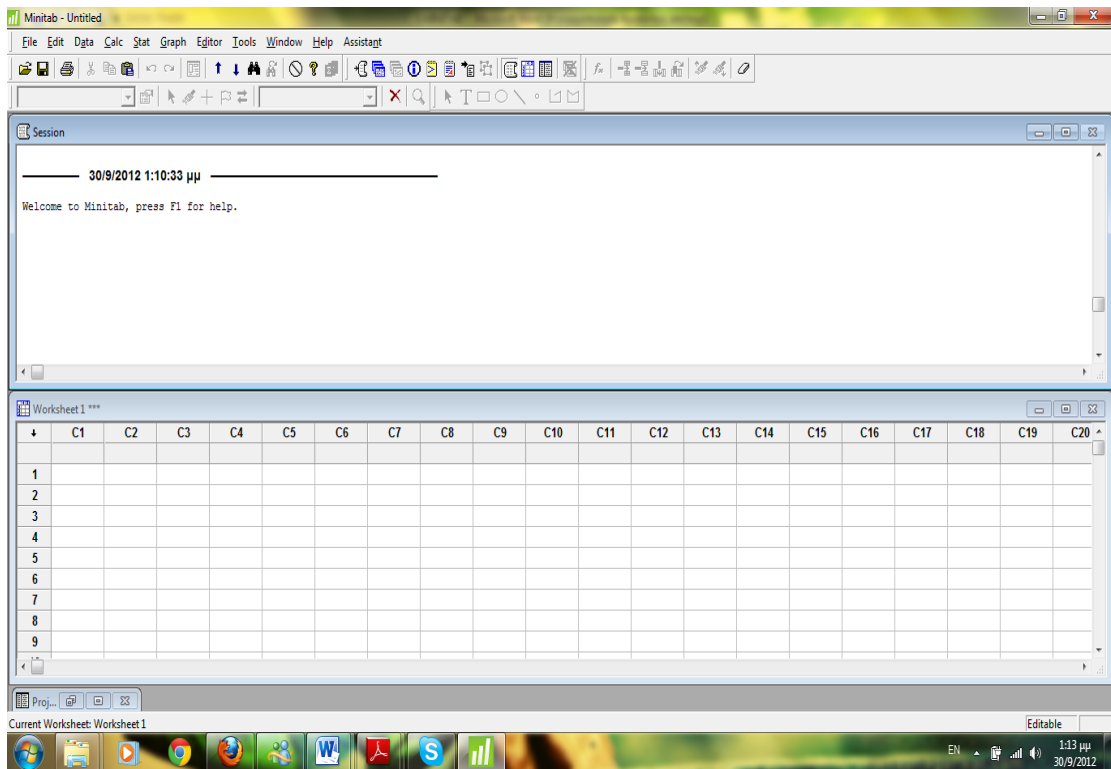 Minitab - Untitled
File Edit Data Calc Stat Graph Editor Tools Window Help Assistant
Session
30/9/2012 1:10:33 μμ
Welcome to Minitab, press F1 for help.
Worksheet 1 ***
C1 C2 C3 C4 C5 C6 C7 C8 C9 C10 C11 C12 C13 C14 C15 C16 C17 C18 C19 C20
1
2
3
4
5
6
7
8
9
Proj...
Current Worksheet: Worksheet 1 Editable
EN 1:13 μμ
30/9/2012